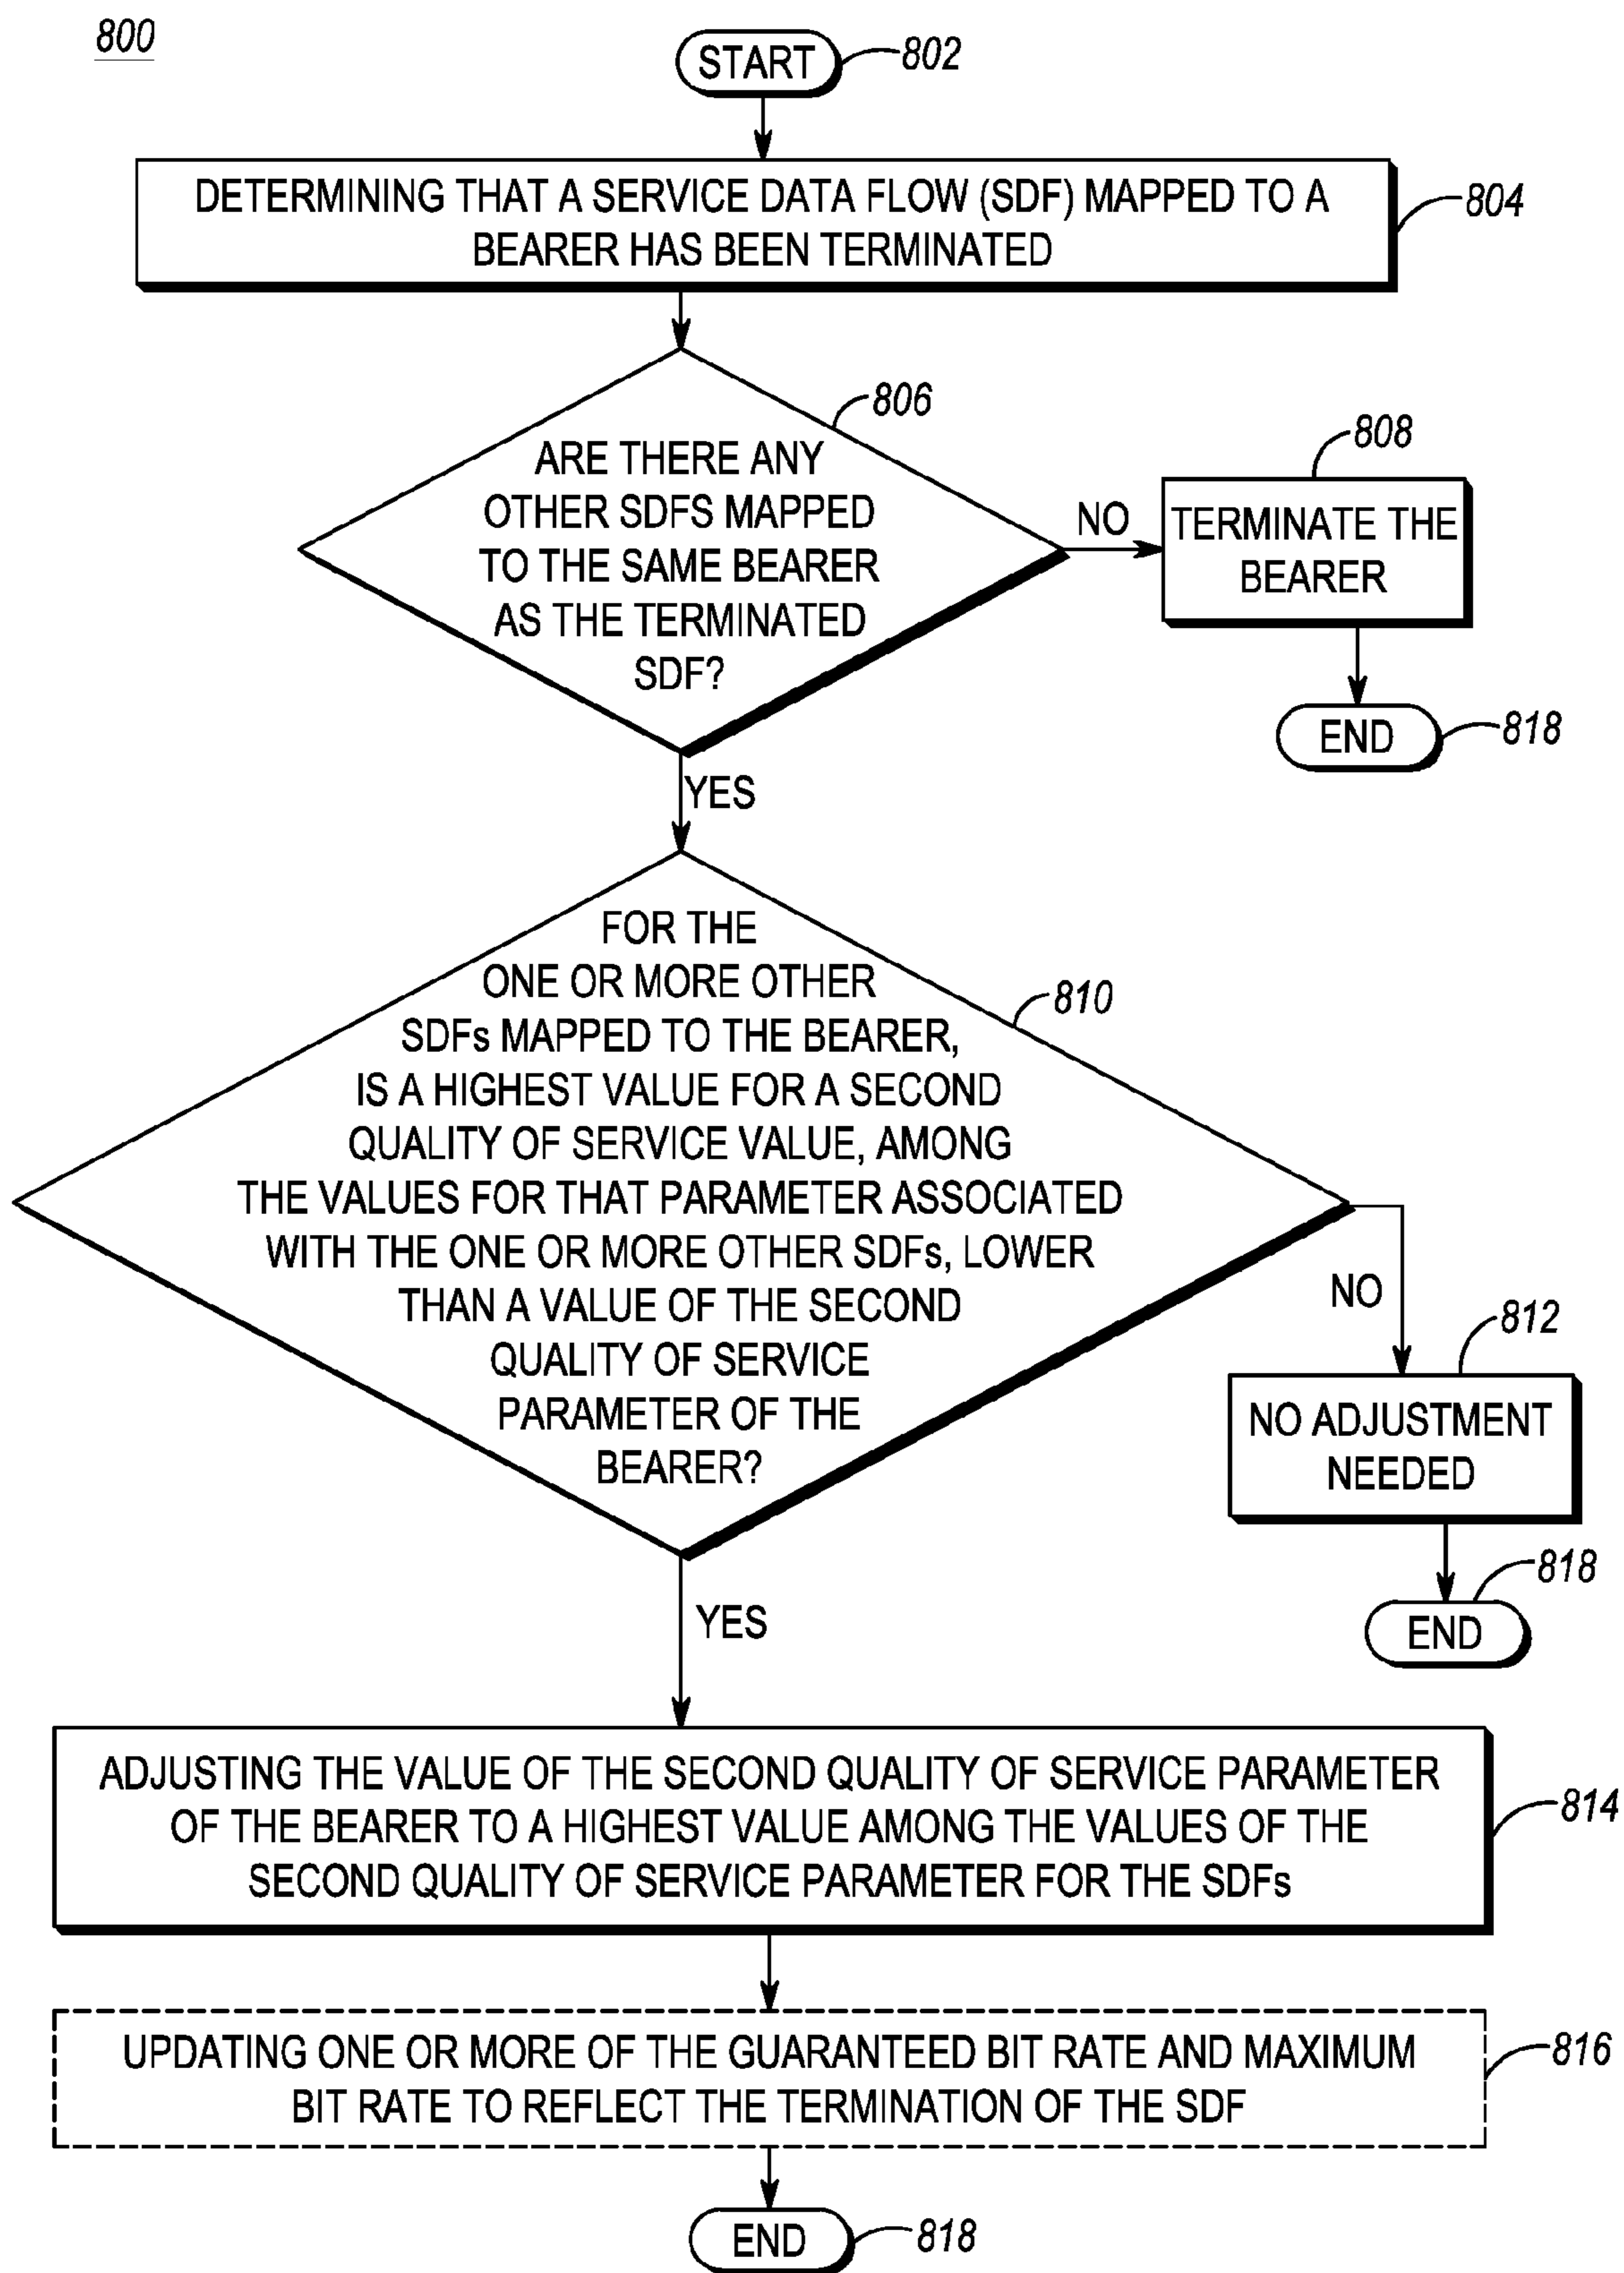 800
START
802
DETERMINING THAT A SERVICE DATA FLOW (SDF) MAPPED TO A
BEARER HAS BEEN TERMINATED
804
806
ARE THERE ANY
OTHER SDFS MAPPED
TO THE SAME BEARER
AS THE TERMINATED
SDF?
NO
808
TERMINATE THE
BEARER
END
818
YES
810
FOR THE
ONE OR MORE OTHER
SDFs MAPPED TO THE BEARER,
IS A HIGHEST VALUE FOR A SECOND
QUALITY OF SERVICE VALUE, AMONG
THE VALUES FOR THAT PARAMETER ASSOCIATED
WITH THE ONE OR MORE OTHER SDFs, LOWER
THAN A VALUE OF THE SECOND
QUALITY OF SERVICE
PARAMETER OF THE
BEARER?
NO
812
NO ADJUSTMENT
NEEDED
818
END
YES
ADJUSTING THE VALUE OF THE SECOND QUALITY OF SERVICE PARAMETER
OF THE BEARER TO A HIGHEST VALUE AMONG THE VALUES OF THE
SECOND QUALITY OF SERVICE PARAMETER FOR THE SDFs
814
UPDATING ONE OR MORE OF THE GUARANTEED BIT RATE AND MAXIMUM
BIT RATE TO REFLECT THE TERMINATION OF THE SDF
816
END
818